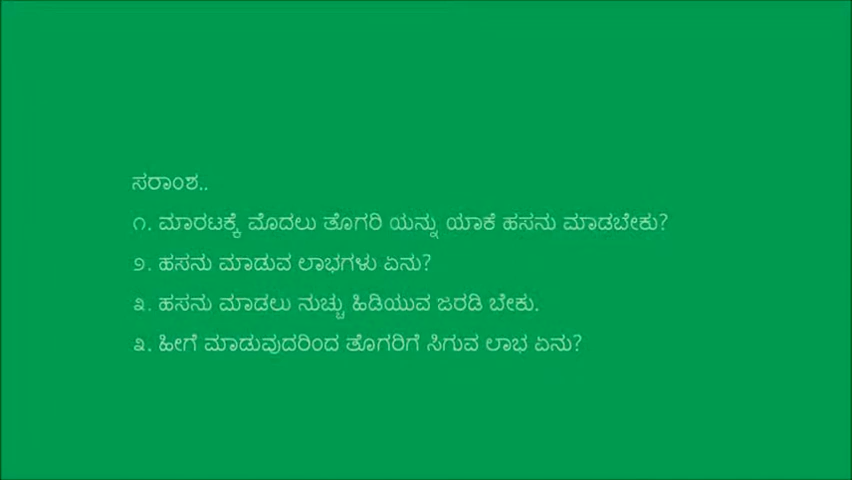 ಸರಾಂಶ..
೧. ಮಾರಟಕ್ಕೆ ಮೊದಲು ತೊಗರಿ ಯನ್ನು ಯಾಕೆ ಹಸನು ಮಾಡಬೇಕು?
೨. ಹಸನು ಮಾಡುವ ಲಾಭಗಳು ಏನು?
೩. ಹಸನು ಮಾಡಲು ನುಚ್ಚು ಹಿಡಿಯುವ ಜರಡಿ ಬೇಕು.
೩. ಹೀಗೆ ಮಾಡುವುದರಿಂದ ತೊಗರಿಗೆ ಸಿಗುವ ಲಾಭ ಏನು?